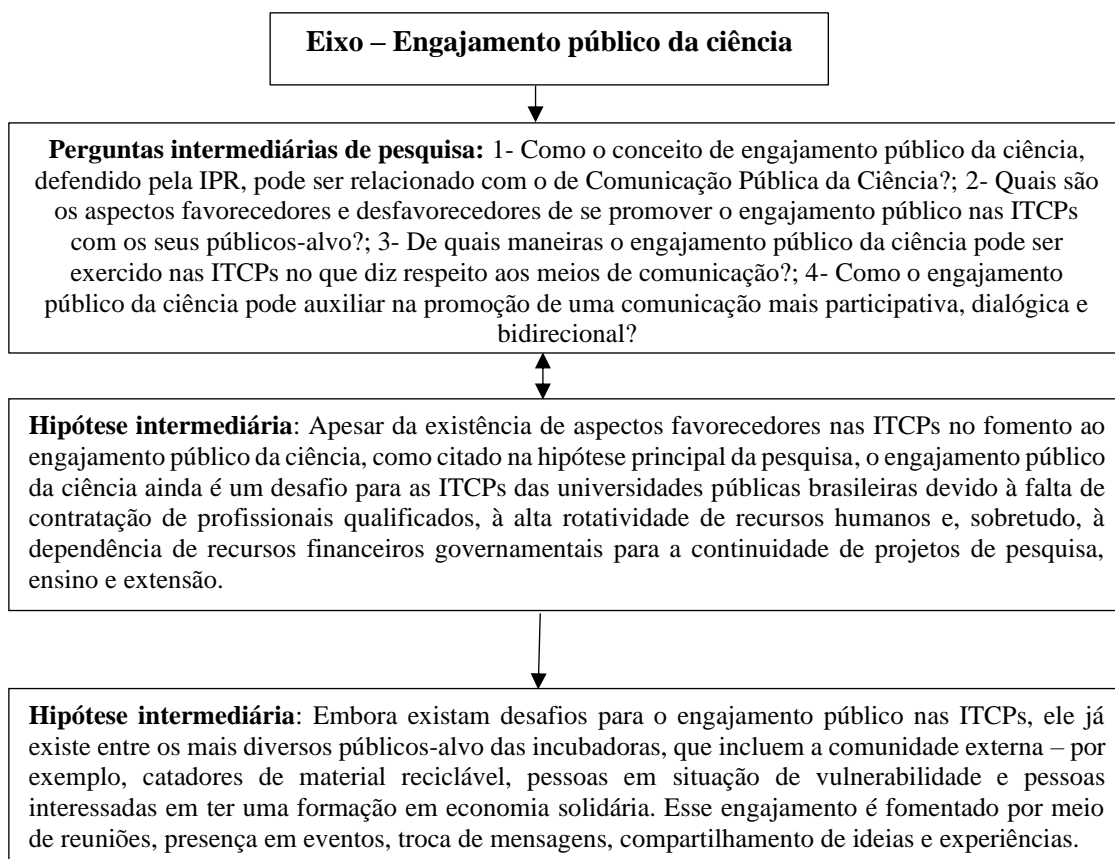 Eixo – Engajamento público da ciência
Perguntas intermediárias de pesquisa: 1- Como o conceito de engajamento público da ciência,
defendido pela IPR, pode ser relacionado com o de Comunicação Pública da Ciência?; 2- Quais são
os aspectos favorecedores e desfavorecedores de se promover o engajamento público nas ITCPs
com os seus públicos-alvo?; 3- De quais maneiras o engajamento público da ciência pode ser
exercido nas ITCPs no que diz respeito aos meios de comunicação?; 4- Como o engajamento
público da ciência pode auxiliar na promoção de uma comunicação mais participativa, dialógica e
bidirecional?
Hipótese intermediária: Apesar da existência de aspectos favorecedores nas ITCPs no fomento ao
engajamento público da ciência, como citado na hipótese principal da pesquisa, o engajamento público
da ciência ainda é um desafio para as ITCPs das universidades públicas brasileiras devido à falta de
contratação de profissionais qualificados, à alta rotatividade de recursos humanos e, sobretudo, à
dependência de recursos financeiros governamentais para a continuidade de projetos de pesquisa,
ensino e extensão.
Hipótese intermediária: Embora existam desafios para o engajamento público nas ITCPs, ele já
existe entre os mais diversos públicos-alvo das incubadoras, que incluem a comunidade externa – por
exemplo, catadores de material reciclável, pessoas em situação de vulnerabilidade e pessoas
interessadas em ter uma formação em economia solidária. Esse engajamento é fomentado por meio
de reuniões, presença em eventos, troca de mensagens, compartilhamento de ideias e experiências.